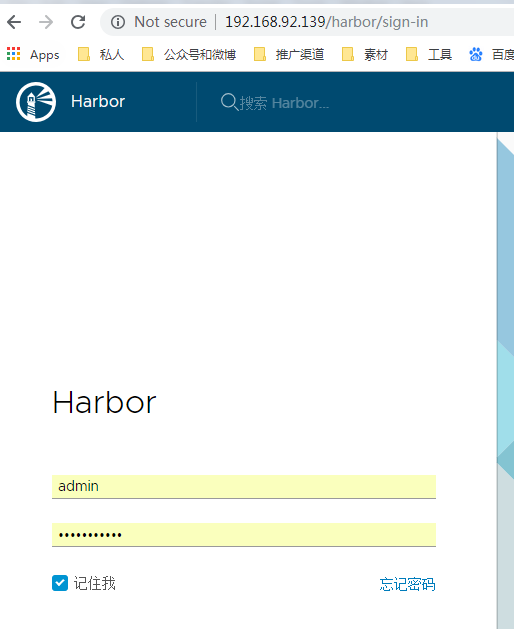 Not secure | 192.168.92.139/harbor/sign-in
Apps 私人 公众号和微博 推广渠道 素材 工具 百度
Harbor 搜索 Harbor...
Harbor
admin
•••••••••••
记住我 忘记密码